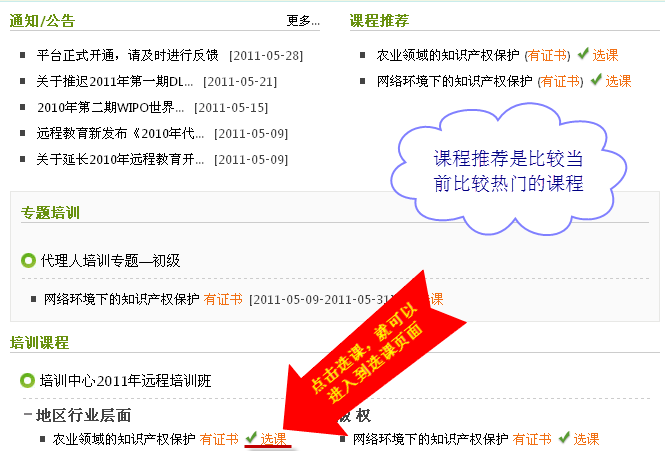 通知/公告 更多...
平台正式开通，请及时进行反馈 [2011-05-28]
关于推迟2011年第一期DL... [2011-05-21]
2010年第二期WIPO世界... [2011-05-15]
远程教育新发布《2010年代... [2011-05-09]
关于延长2010年远程教育开... [2011-05-09]
课程推荐
农业领域的知识产权保护 (有证书) 选课
网络环境下的知识产权保护 (有证书) 选课
课程推荐是比较当
前比较热门的课程
专题培训
代理人培训专题—初级
网络环境下的知识产权保护 有证书 [2011-05-09-2011-05-31] 选课
点击选课，就可以
进入到选课页面
培训课程
培训中心2011年远程培训班
地区行业层面
农业领域的知识产权保护 有证书 选课
权
网络环境下的知识产权保护 有证书 选课